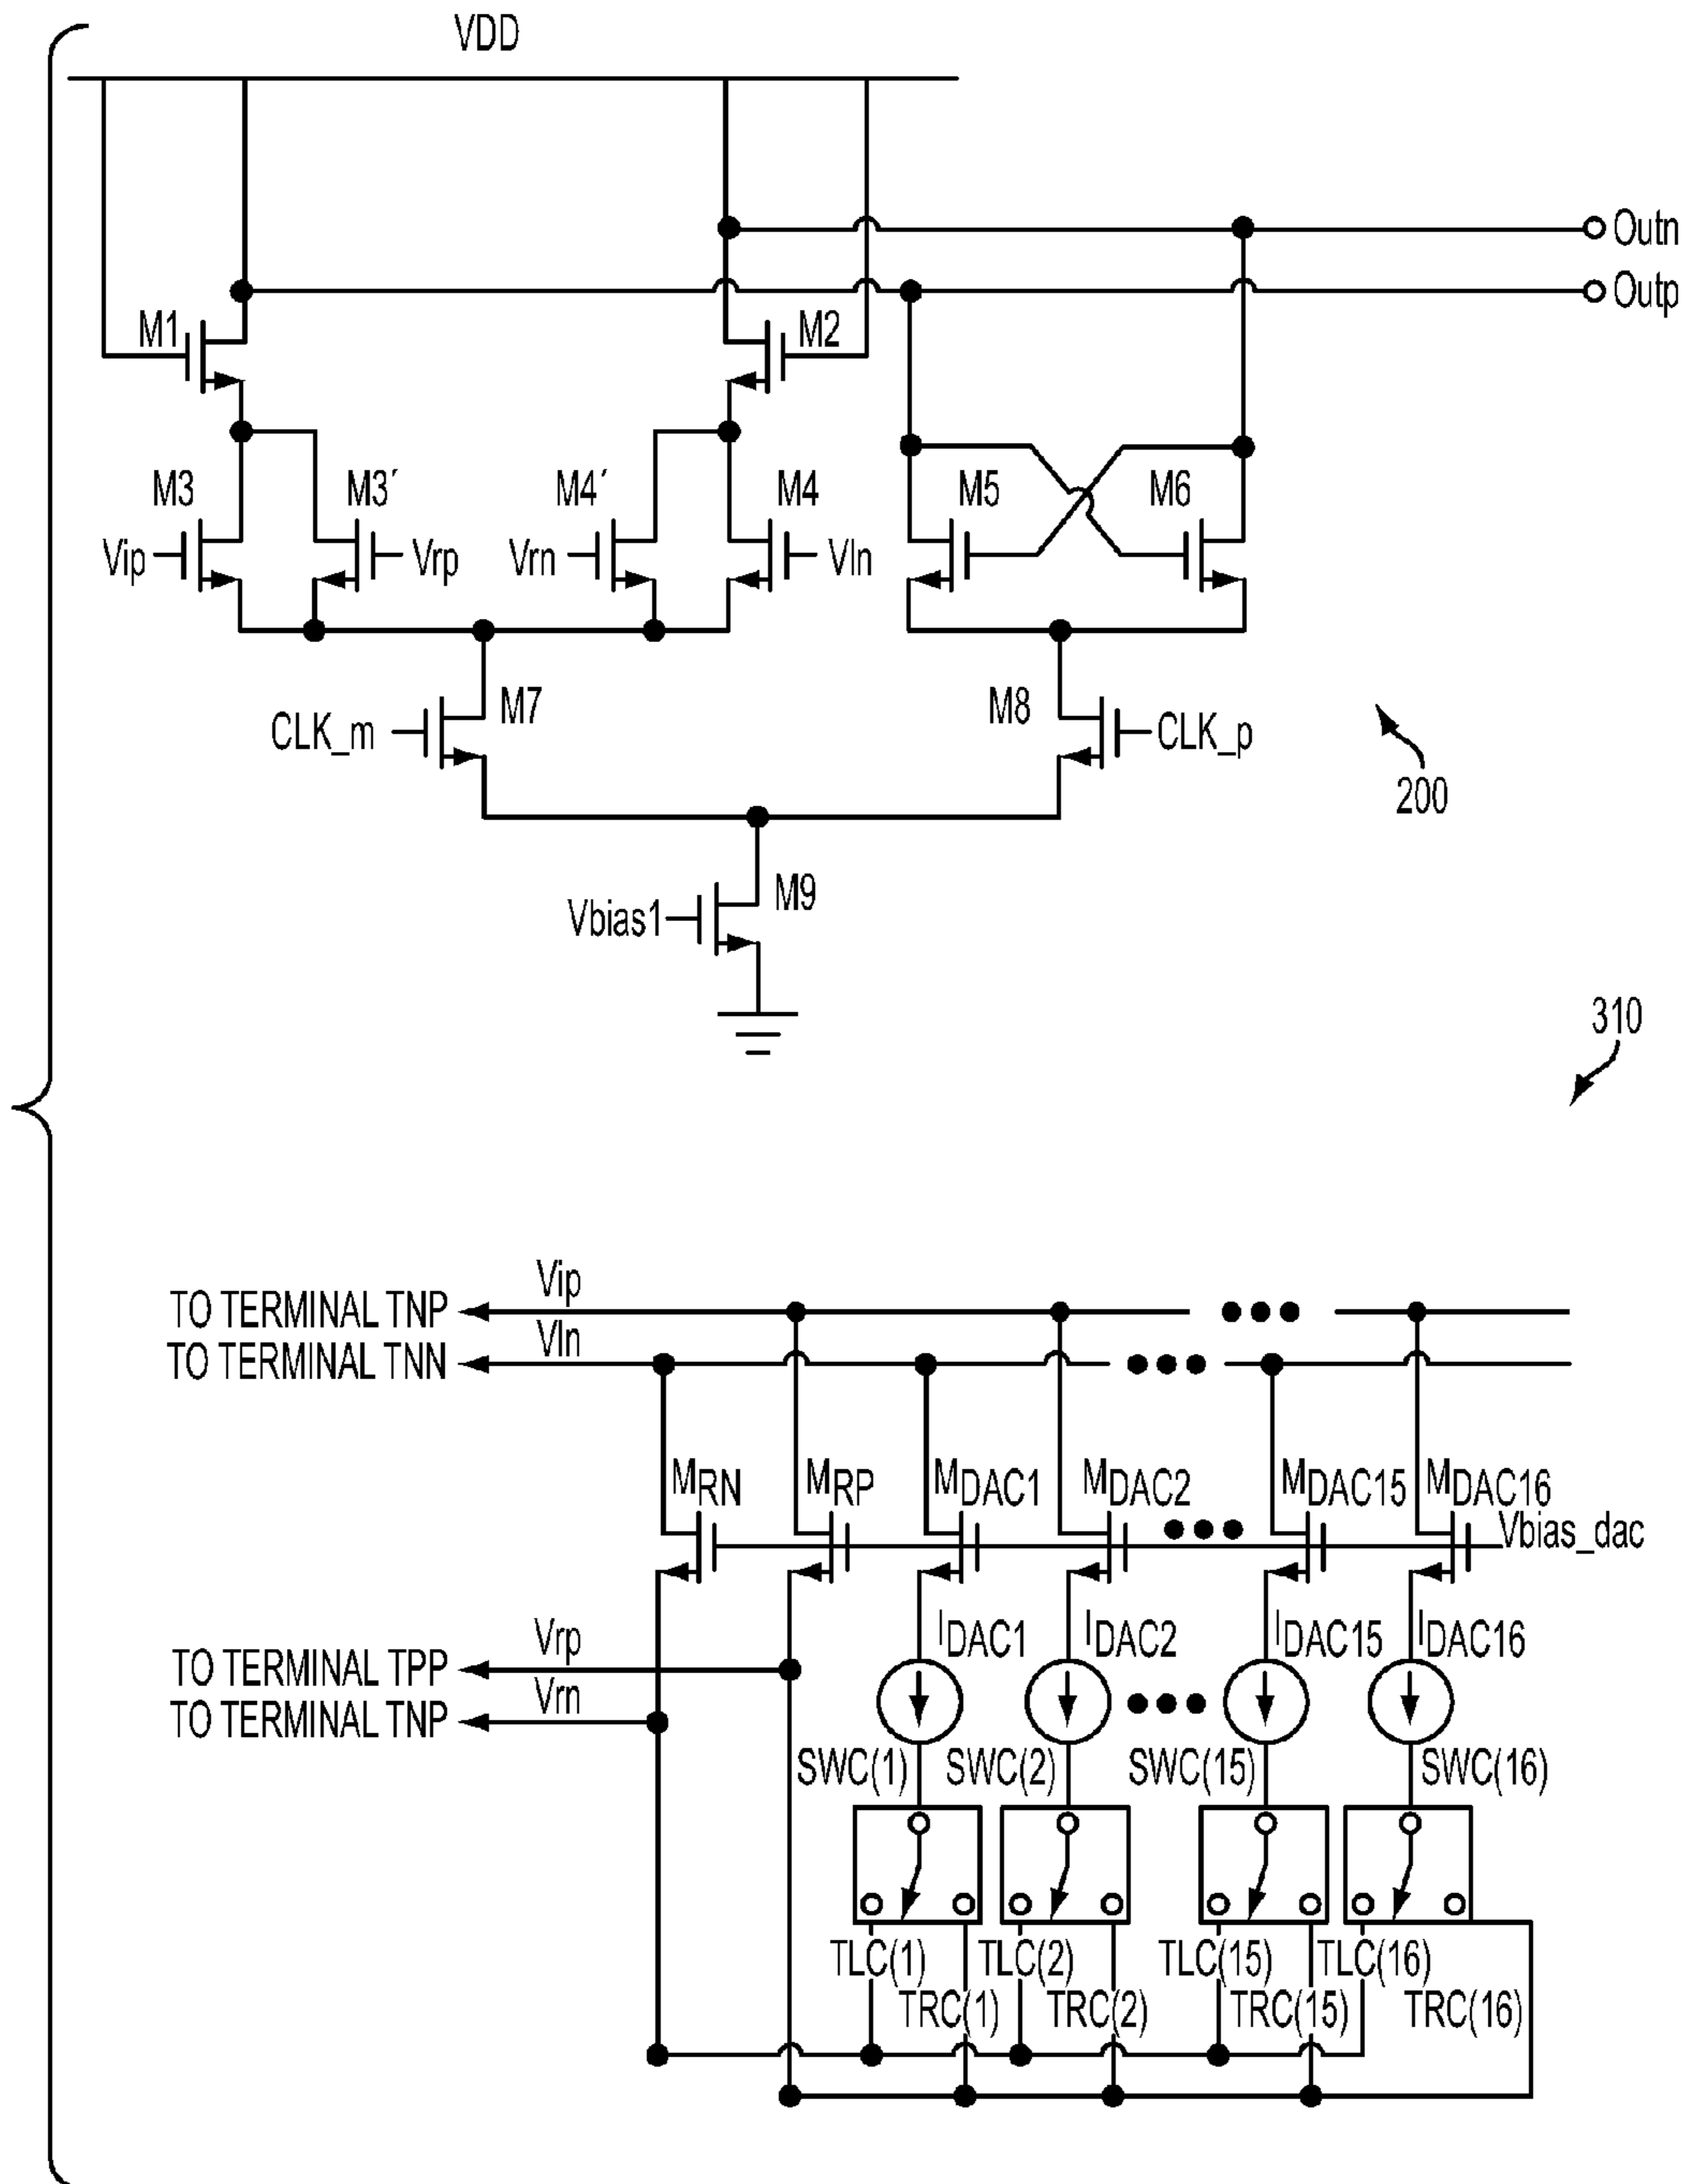 VDD
Outn
Outp
M1
M2
M3
M3′
M4′
M4
M5
M6
Vip
Vrp
Vrn
VIn
CLK_m
M7
M8
CLK_p
200
Vbias1
M9
310
TO TERMINAL TNP
Vip
TO TERMINAL TNN
VIn
MRN
MRP
MDAC1
MDAC2
MDAC15
MDAC16
Vbias_dac
TO TERMINAL TPP
Vrp
TO TERMINAL TNP
Vrn
IDAC1
IDAC2
IDAC15
IDAC16
SWC(1)
SWC(2)
SWC(15)
SWC(16)
TLC(1)
TLC(2)
TLC(15)
TLC(16)
TRC(1)
TRC(2)
TRC(15)
TRC(16)